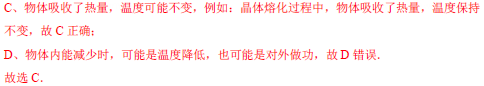 C、物体吸收了热量，温度可能不变，例如：晶体熔化过程中，物体吸收了热量，温度保持
不变，故 C 正确；
D、物体内能减少时，可能是温度降低，也可能是对外做功，故 D 错误．
故选 C．